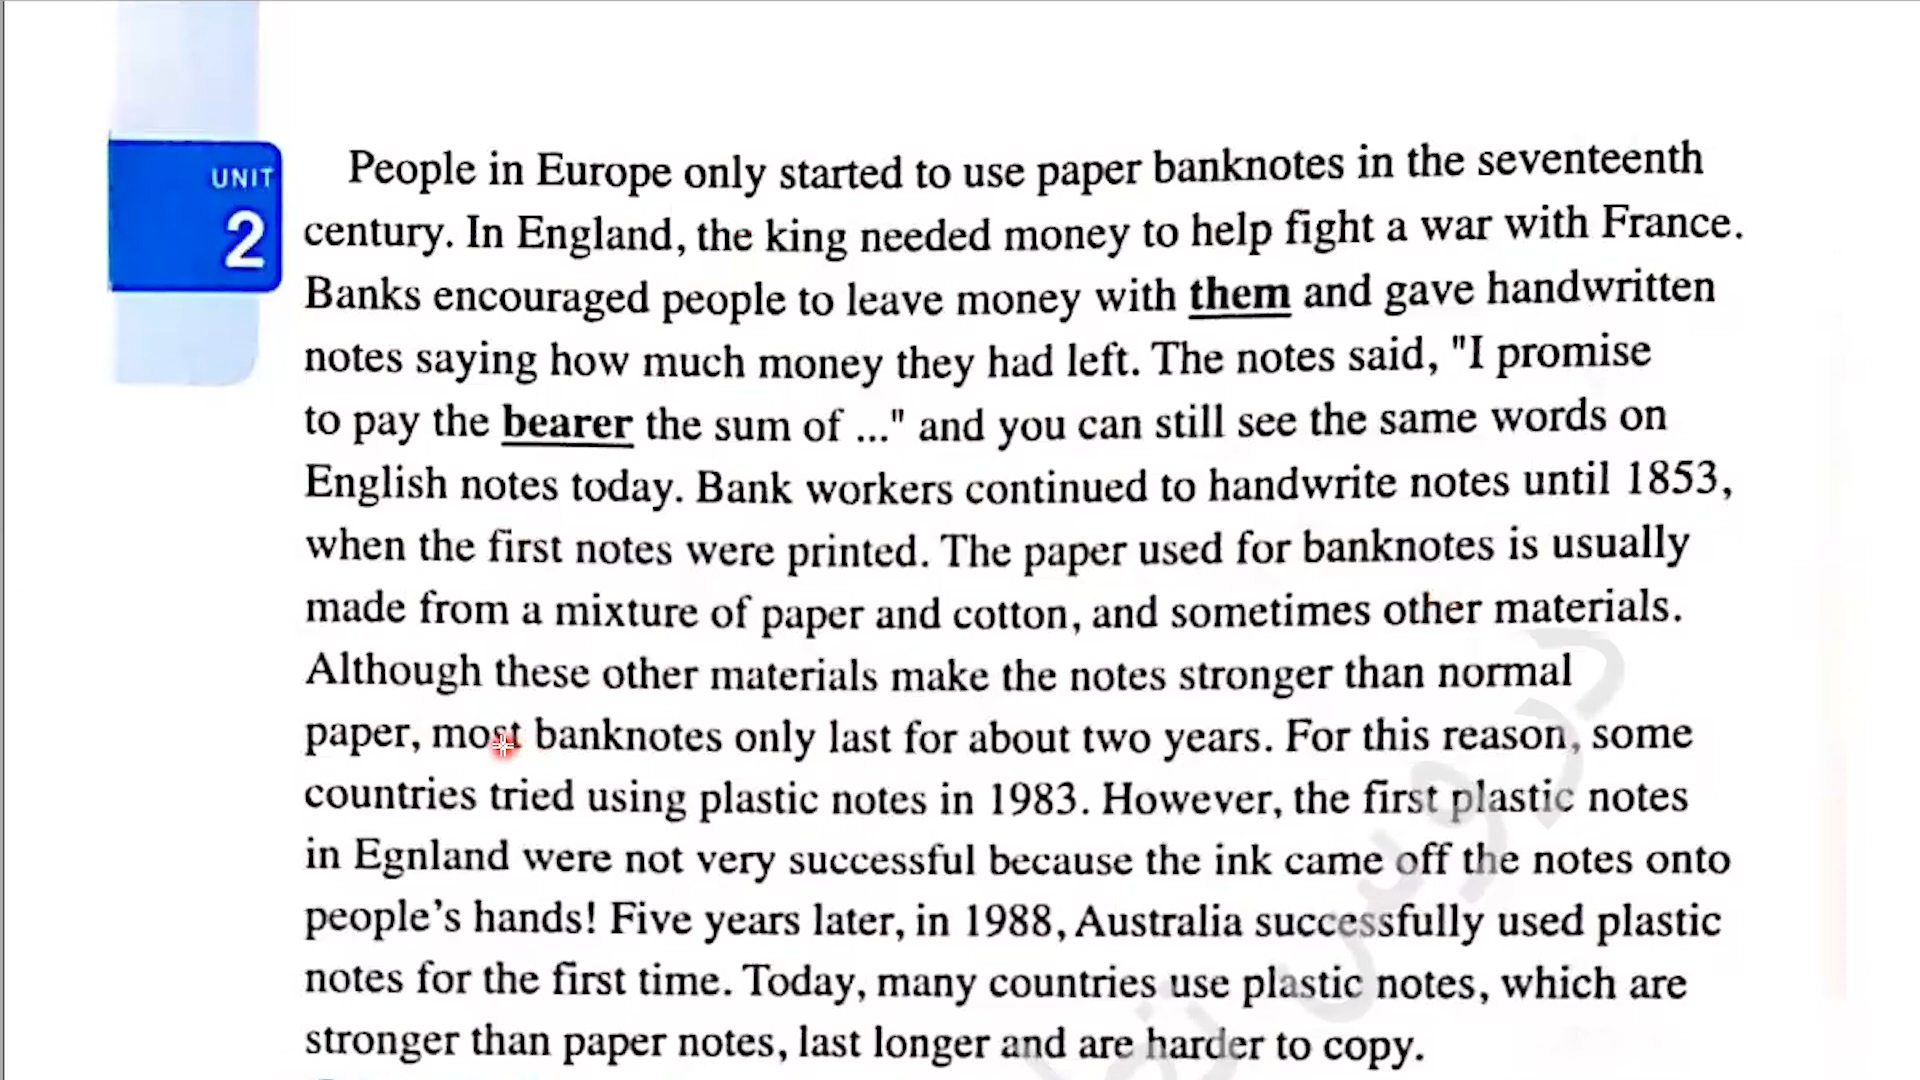 UNIT
2
People in Europe only started to use paper banknotes in the seventeenth
century. In England, the king needed money to help fight a war with France.
Banks encouraged people to leave money with them and gave handwritten
notes saying how much money they had left. The notes said, "I promise
to pay the bearer the sum of ..." and you can still see the same words on
English notes today. Bank workers continued to handwrite notes until 1853,
when the first notes were printed. The paper used for banknotes is usually
made from a mixture of paper and cotton, and sometimes other materials.
Although these other materials make the notes stronger than normal
paper, most banknotes only last for about two years. For this reason, some
countries tried using plastic notes in 1983. However, the first plastic notes
in Egnland were not very successful because the ink came off the notes onto
people's hands! Five years later, in 1988, Australia successfully used plastic
notes for the first time. Today, many countries use plastic notes, which are
stronger than paper notes, last longer and are harder to copy.
دروس